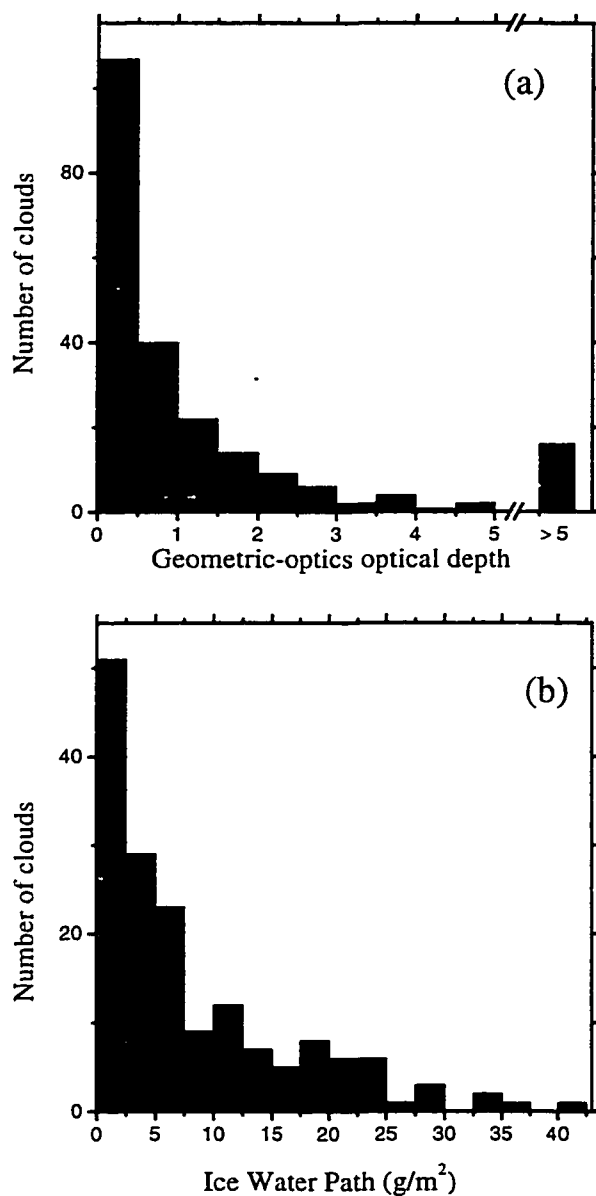 (a)
Number of clouds
80
40
0
0 1 2 3 4 5 > 5
Geometric-optics optical depth
(b)
Number of clouds
40
20
0
0 5 10 15 20 25 30 35 40
Ice Water Path (g/m²)